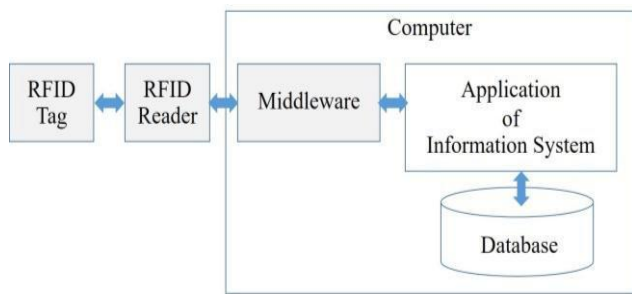 Computer
RFID
Tag
RFID
Reader
Middleware
Application
of
Information System
Database